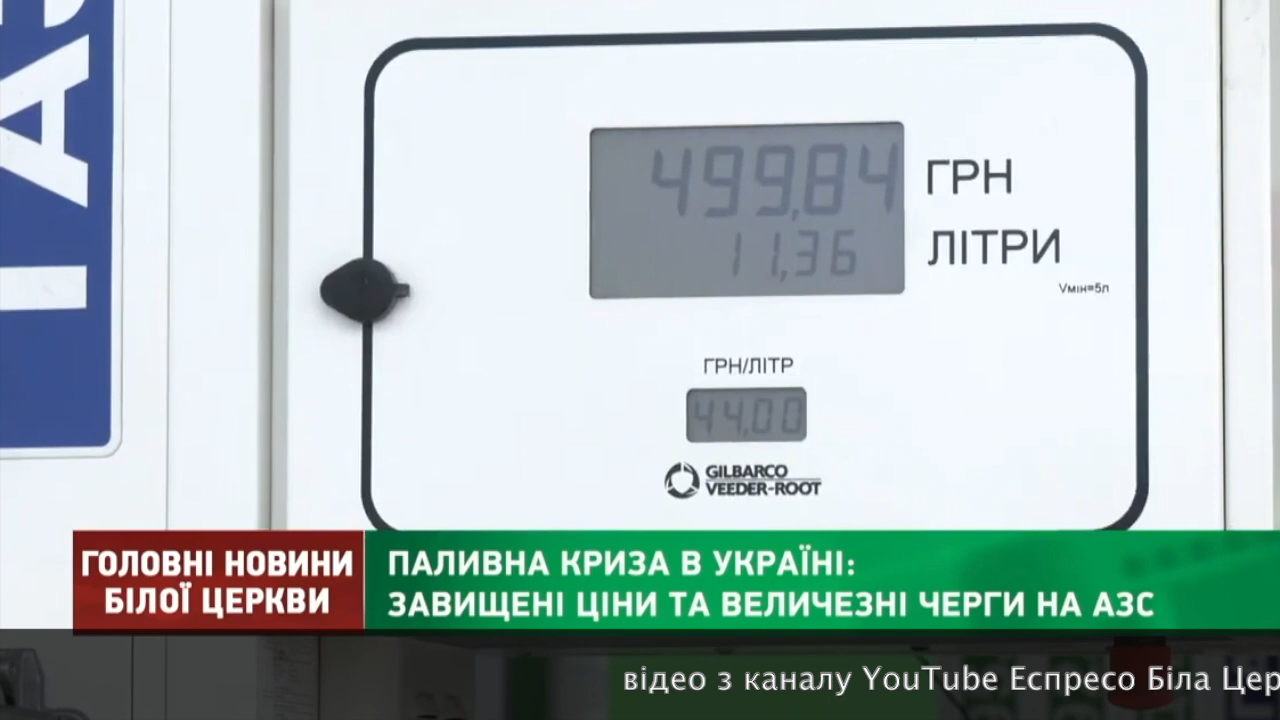 499,84 ГРН
11,36 ЛІТРИ
Vмін=5л
ГРН/ЛІТР
44,00
GILBARCO
VEEDER-ROOT
ГОЛОВНІ НОВИНИ
БІЛОЇ ЦЕРКВИ
ПАЛИВНА КРИЗА В УКРАЇНІ:
ЗАВИЩЕНІ ЦІНИ ТА ВЕЛИЧЕЗНІ ЧЕРГИ НА АЗС
відео з каналу YouTube Еспресо Біла Цер